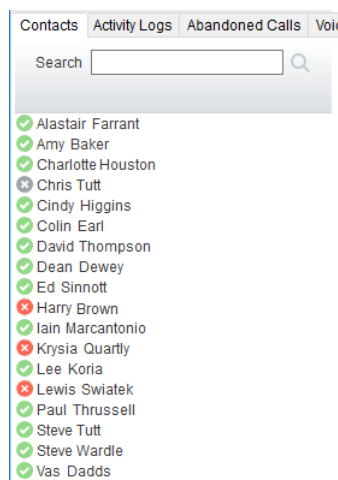 Contacts Activity Logs Abandoned Calls
Search
Alastair Farrant
Amy Baker
Charlotte Houston
Chris Tutt
Cindy Higgins
Colin Earl
David Thompson
Dean Dewey
Ed Sinnott
Harry Brown
Iain Marcantonio
Krysia Quartly
Lee Koria
Lewis Swiatek
Paul Thrussell
Steve Tutt
Steve Wardle
Vas Dadds